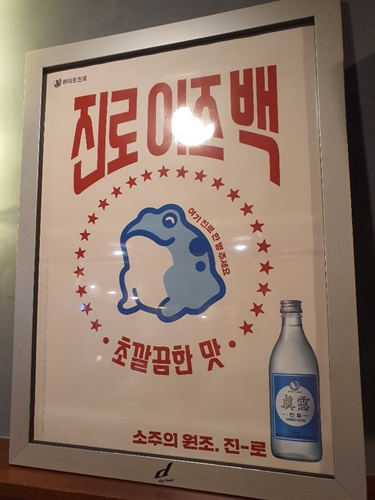 하이트진로
진로이즈백
여기 진로 한 병 주세요
초깔끔한 맛
眞露
진로
소주의 원조. 진-로
d